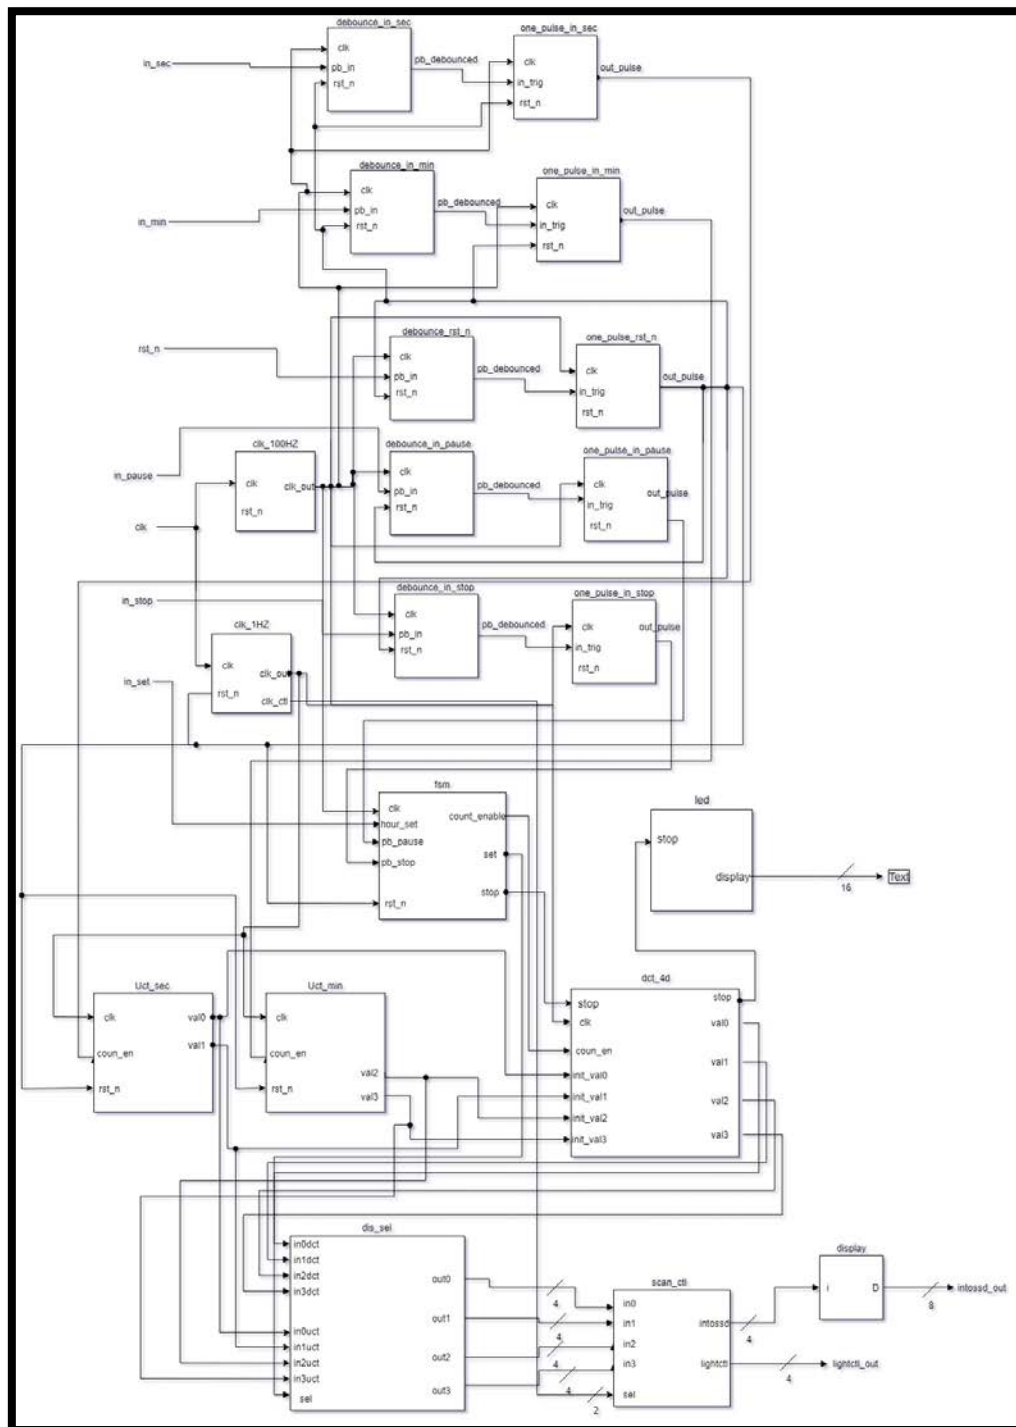 debounce_in_sec
clk
pb_in
rst_n
pb_debounced
in_sec
one_pulse_in_sec
clk
in_trig
rst_n
out_pulse
debounce_in_min
clk
pb_in
rst_n
pb_debounced
in_min
one_pulse_in_min
clk
in_trig
rst_n
out_pulse
debounce_rst_n
clk
pb_in
rst_n
pb_debounced
rst_n
one_pulse_rst_n
clk
in_trig
rst_n
out_pulse
debounce_in_pause
clk
pb_in
rst_n
pb_debounced
in_pause
one_pulse_in_pause
clk
in_trig
rst_n
out_pulse
clk_100HZ
clk
clk_out
rst_n
clk
debounce_in_stop
clk
pb_in
rst_n
pb_debounced
in_stop
one_pulse_in_stop
clk
in_trig
rst_n
out_pulse
clk_1HZ
clk
clk_out
rst_n
clk_ctl
in_set
fsm
clk
hour_set
pb_pause
pb_stop
rst_n
count_enable
set
stop
led
stop
display
16
Text
Uct_sec
clk
val0
val1
coun_en
rst_n
Uct_min
clk
coun_en
val2
val3
rst_n
dct_4d
stop
clk
coun_en
init_val0
init_val1
init_val2
init_val3
stop
val0
val1
val2
val3
dis_sel
in0dct
in1dct
in2dct
in3dct
in0uct
in1uct
in2uct
in3uct
sel
out0
out1
out2
out3
4
4
4
4
2
scan_ctl
in0
in1
in2
in3
sel
intossd
lightctl
4
4
display
i
D
8
intossd_out
lightctl_out